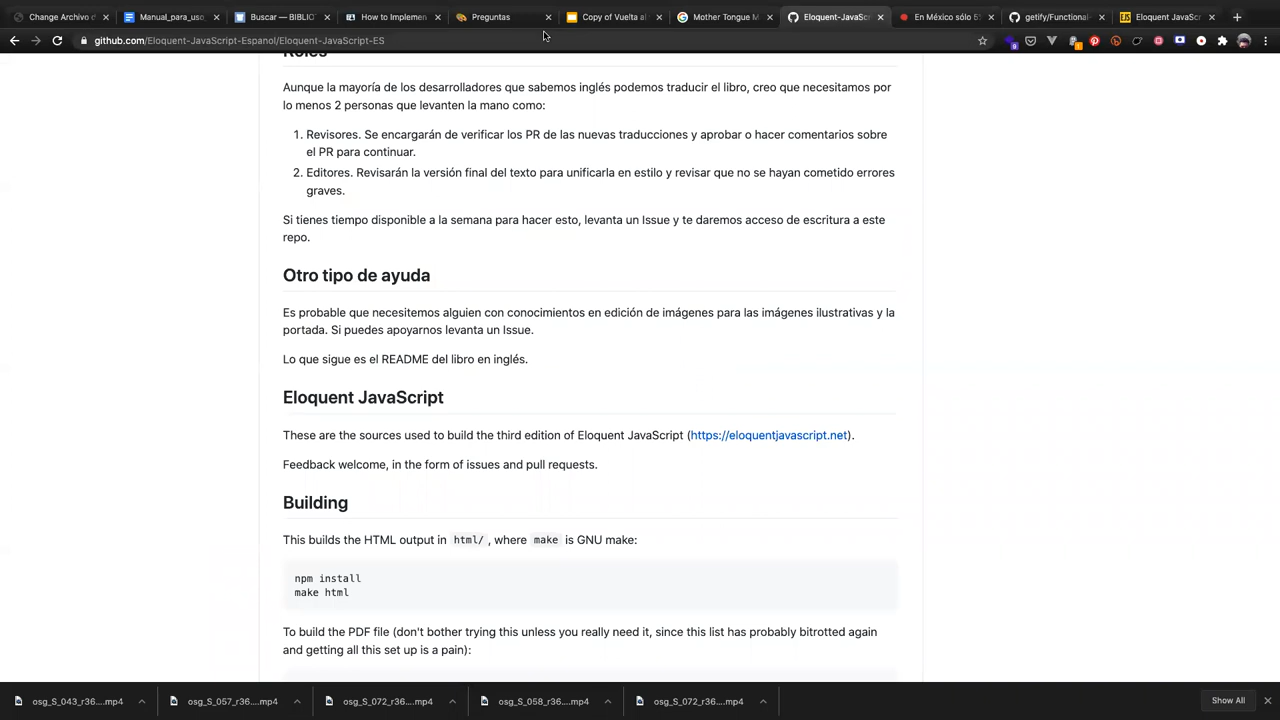 Change Archivo d
Manual_para_uso
Buscar — BIBLIO
How to Implemen
Preguntas
Copy of Vuelta al
Mother Tongue M
Eloquent-JavaScr
En México sólo 5
getify/Functional
Eloquent JavaScr
github.com/Eloquent-JavaScript-Espanol/Eloquent-JavaScript-ES
Roles
Aunque la mayoría de los desarrolladores que sabemos inglés podemos traducir el libro, creo que necesitamos por
lo menos 2 personas que levanten la mano como:
1. Revisores. Se encargarán de verificar los PR de las nuevas traducciones y aprobar o hacer comentarios sobre
el PR para continuar.
2. Editores. Revisarán la versión final del texto para unificarla en estilo y revisar que no se hayan cometido errores
graves.
Si tienes tiempo disponible a la semana para hacer esto, levanta un Issue y te daremos acceso de escritura a este
repo.
Otro tipo de ayuda
Es probable que necesitemos alguien con conocimientos en edición de imágenes para las imágenes ilustrativas y la
portada. Si puedes apoyarnos levanta un Issue.
Lo que sigue es el README del libro en inglés.
Eloquent JavaScript
These are the sources used to build the third edition of Eloquent JavaScript (https://eloquentjavascript.net).
Feedback welcome, in the form of issues and pull requests.
Building
This builds the HTML output in html/ , where make is GNU make:
npm install
make html
To build the PDF file (don't bother trying this unless you really need it, since this list has probably bitrotted again
and getting all this set up is a pain):
osg_S_043_r36....mp4
osg_S_057_r36....mp4
osg_S_072_r36....mp4
osg_S_058_r36....mp4
osg_S_072_r36....mp4
Show All